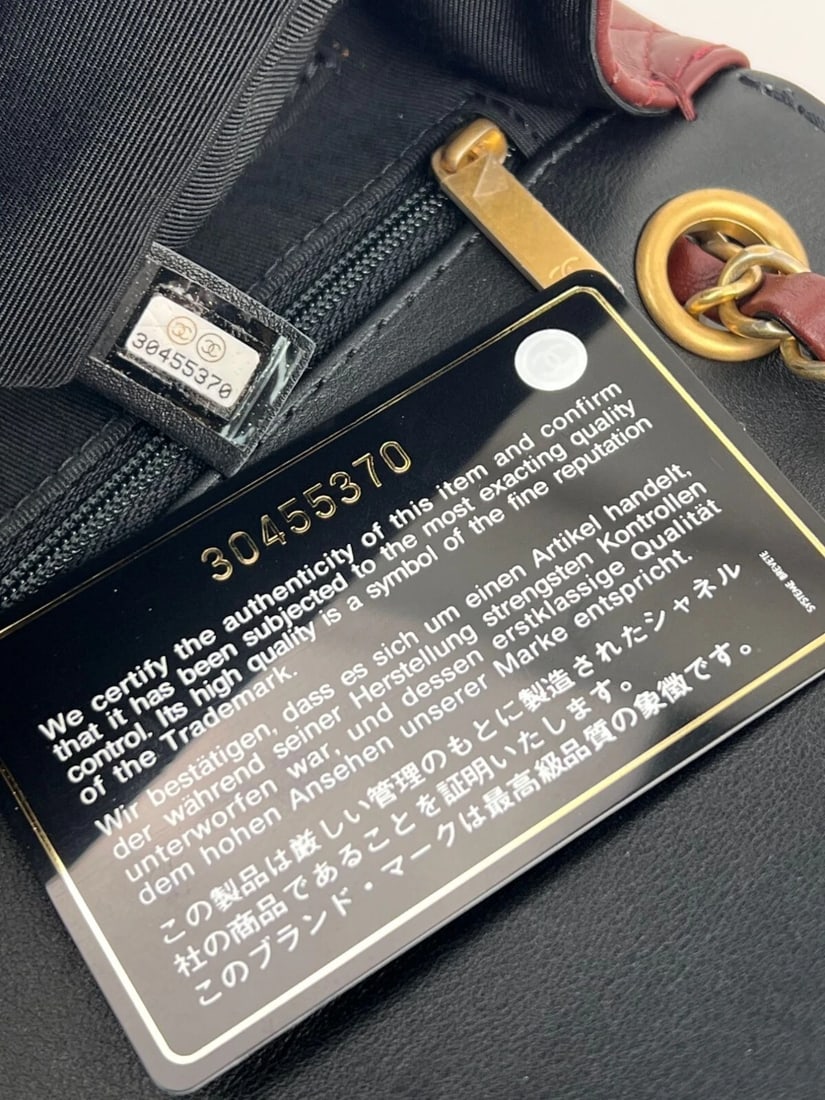 30455370
30455370
We certify the authenticity of this item and confirm
that it has been subjected to the most exacting quality
control. Its high quality is a symbol of the fine reputation
of the Trademark.
Wir bestätigen, dass es sich um einen Artikel handelt,
der während seiner Herstellung strengsten Kontrollen
unterworfen war, und dessen erstklassige Qualität
dem hohen Ansehen unserer Marke entspricht.
この製品は厳しい管理のもとに製造されたシャネル
社の商品であることを証明いたします。
このブランド・マークは最高級品質の象徴です。
SYSTEME BREVETE